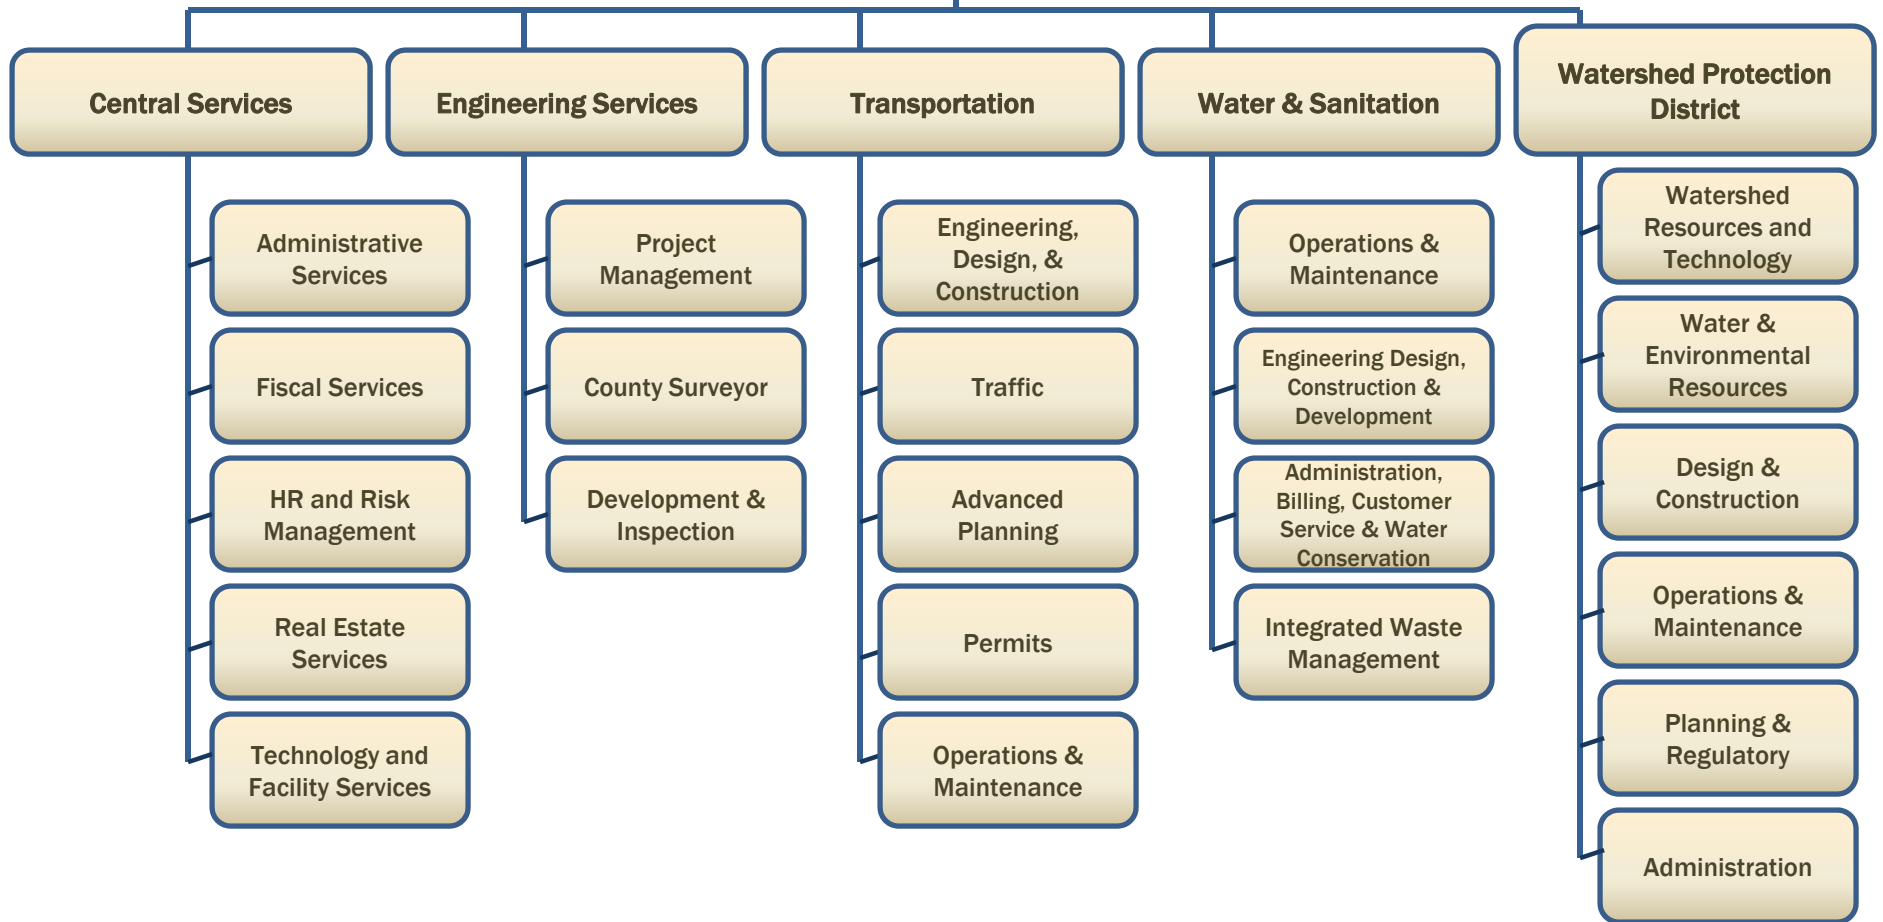 Central Services
Engineering Services
Transportation
Water & Sanitation
Watershed Protection
District
Administrative
Services
Fiscal Services
HR and Risk
Management
Real Estate
Services
Technology and
Facility Services
Project
Management
County Surveyor
Development &
Inspection
Engineering,
Design, &
Construction
Traffic
Advanced
Planning
Permits
Operations &
Maintenance
Operations &
Maintenance
Engineering Design,
Construction &
Development
Administration,
Billing, Customer
Service & Water
Conservation
Integrated Waste
Management
Watershed
Resources and
Technology
Water &
Environmental
Resources
Design &
Construction
Operations &
Maintenance
Planning &
Regulatory
Administration